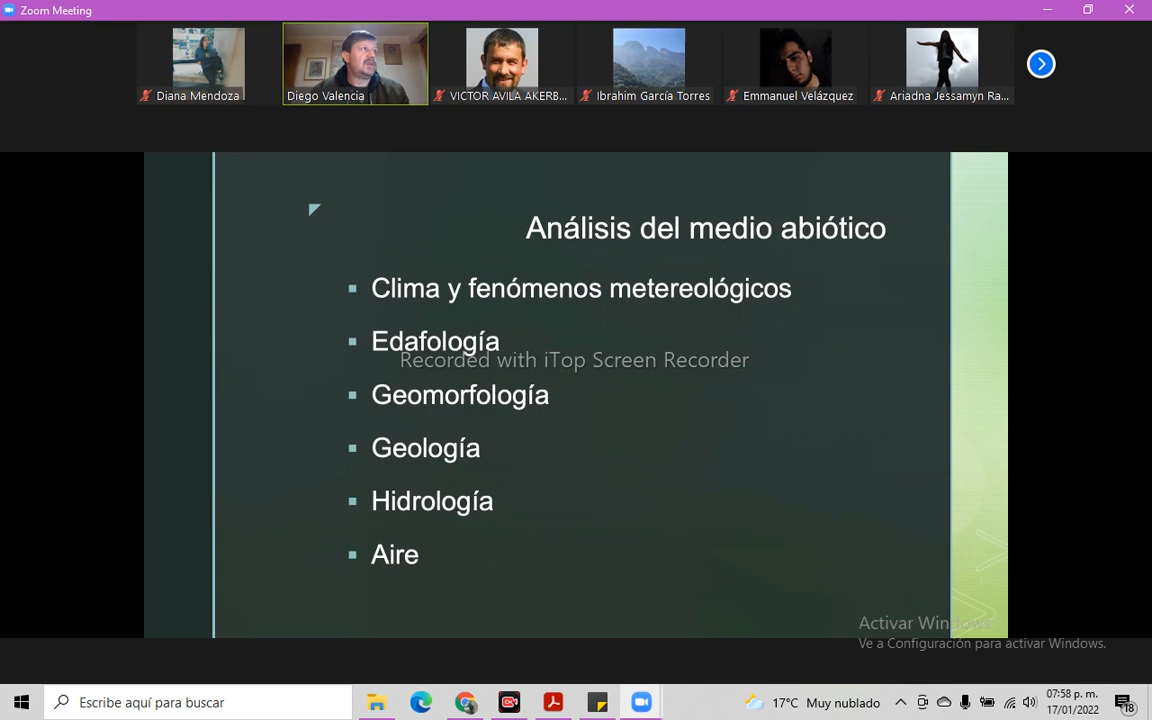 Zoom Meeting
Diana Mendoza
Diego Valencia
VICTOR AVILA AKERB...
Ibrahim García Torres
Emmanuel Velázquez
Ariadna Jessamyn Ra...
Análisis del medio abiótico
Clima y fenómenos metereológicos
Edafología
Recorded with iTop Screen Recorder
Geomorfología
Geología
Hidrología
Aire
Activar Windows
Ve a Configuración para activar Windows.
Escribe aquí para buscar
17°C Muy nublado
07:58 p. m.
17/01/2022
18